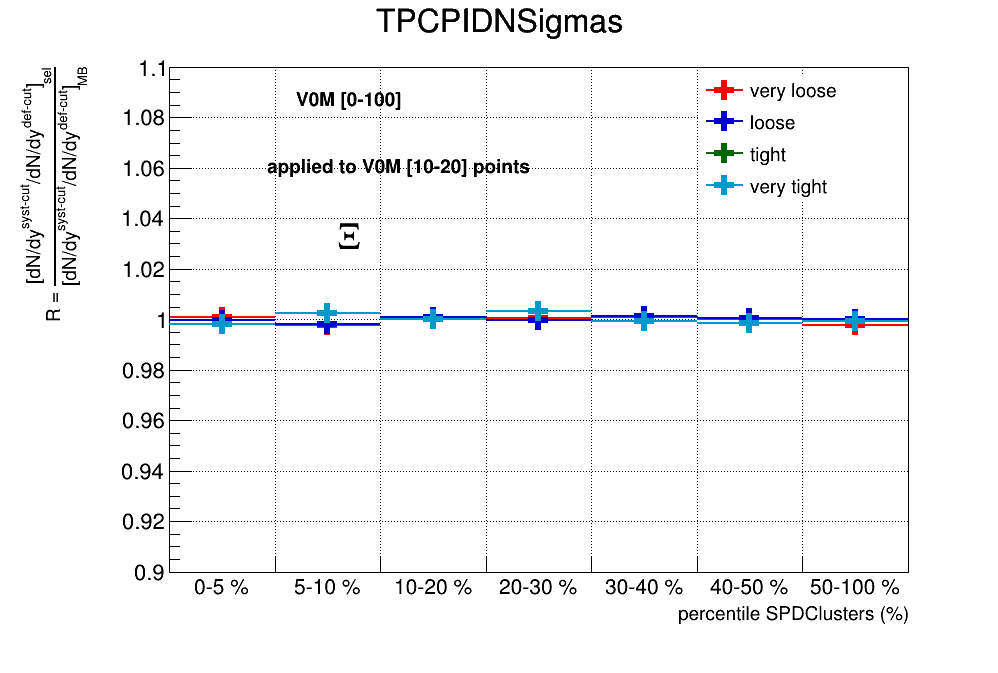 TPCPIDNSigmas
R = [dN/dy^syst-cut/dN/dy^def-cut]_sel / [dN/dy^syst-cut/dN/dy^def-cut]_MB
1.1
1.08
1.06
1.04
1.02
1
0.98
0.96
0.94
0.92
0.9
V0M [0-100]
applied to V0M [10-20] points
Ξ
very loose
loose
tight
very tight
0-5 % 5-10 % 10-20 % 20-30 % 30-40 % 40-50 % 50-100 %
percentile SPDClusters (%)